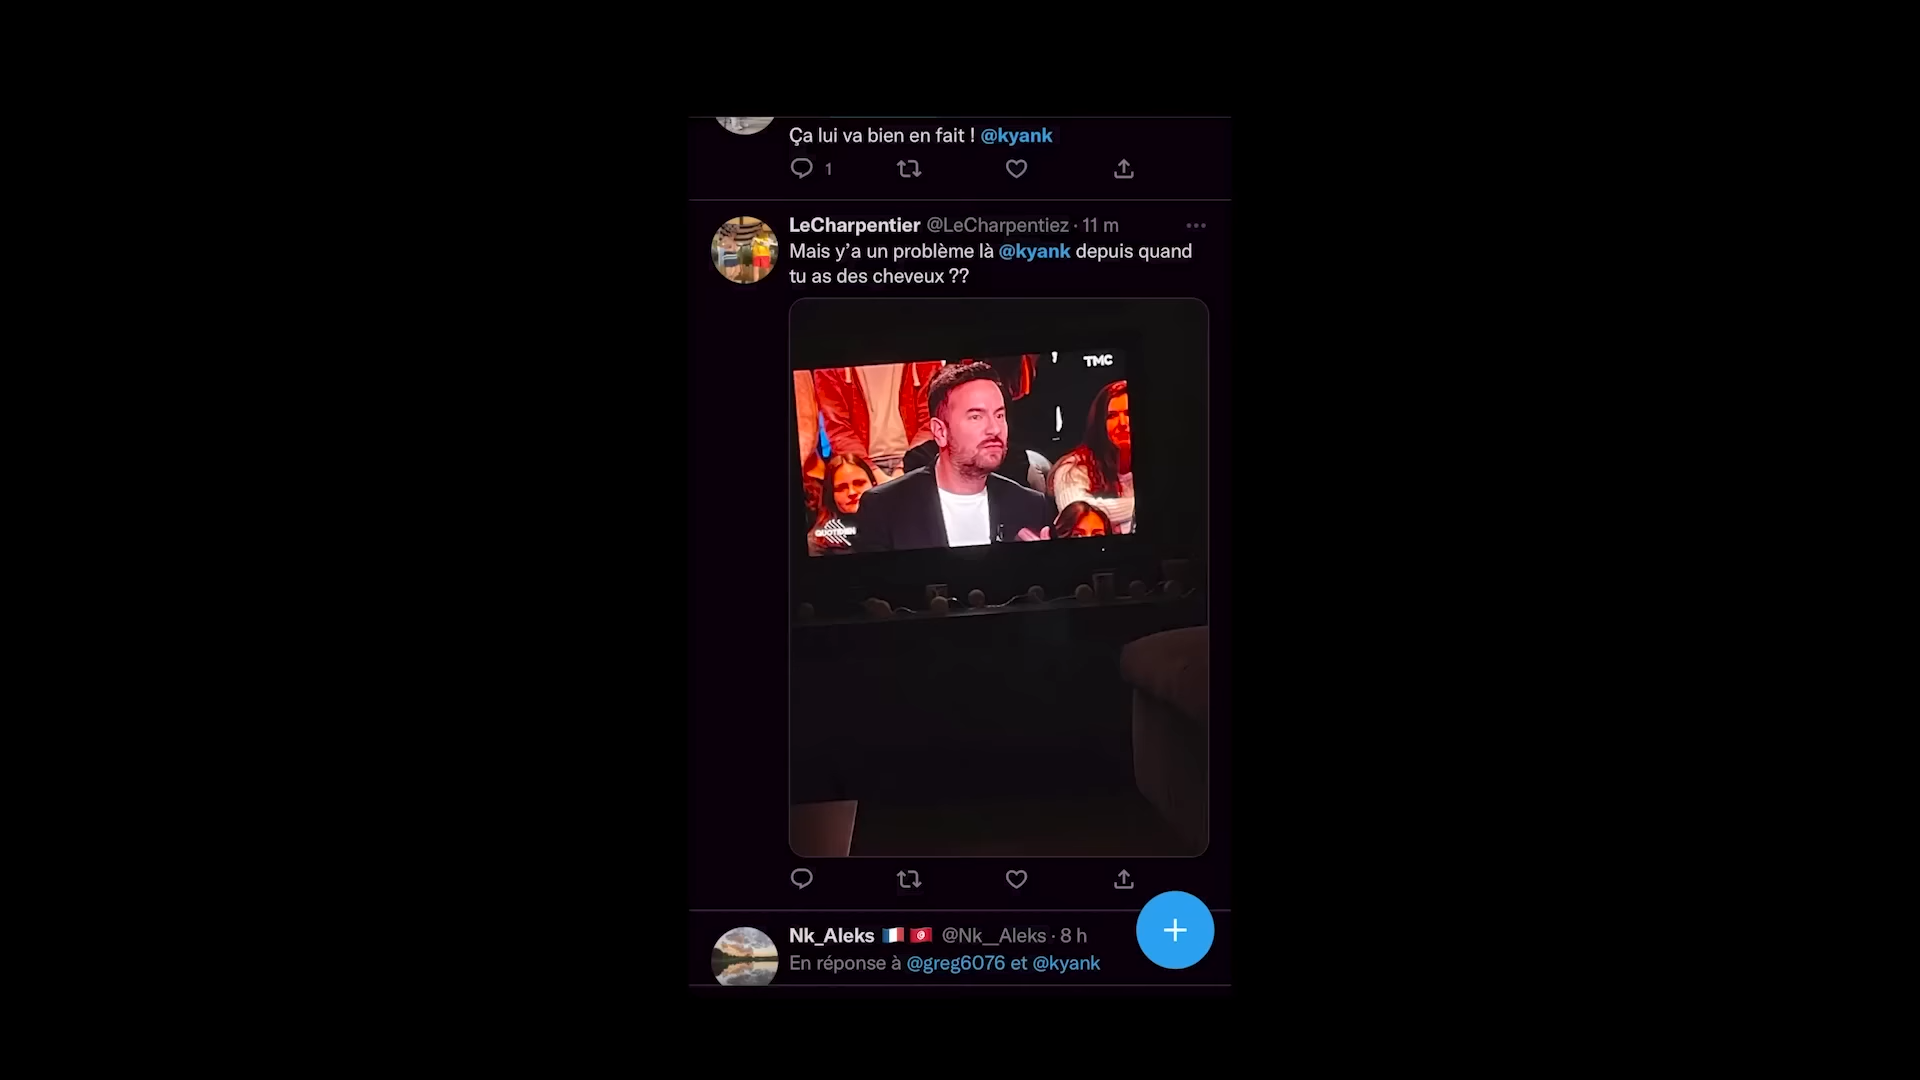 Ça lui va bien en fait ! @kyank
1
LeCharpentier @LeCharpentiez · 11 m
Mais y’a un problème là @kyank depuis quand
tu as des cheveux ??
TMC
QUOTIDIEN
Nk_Aleks 🇫🇷 🇹🇳 @Nk__Aleks · 8 h
En réponse à @greg6076 et @kyank